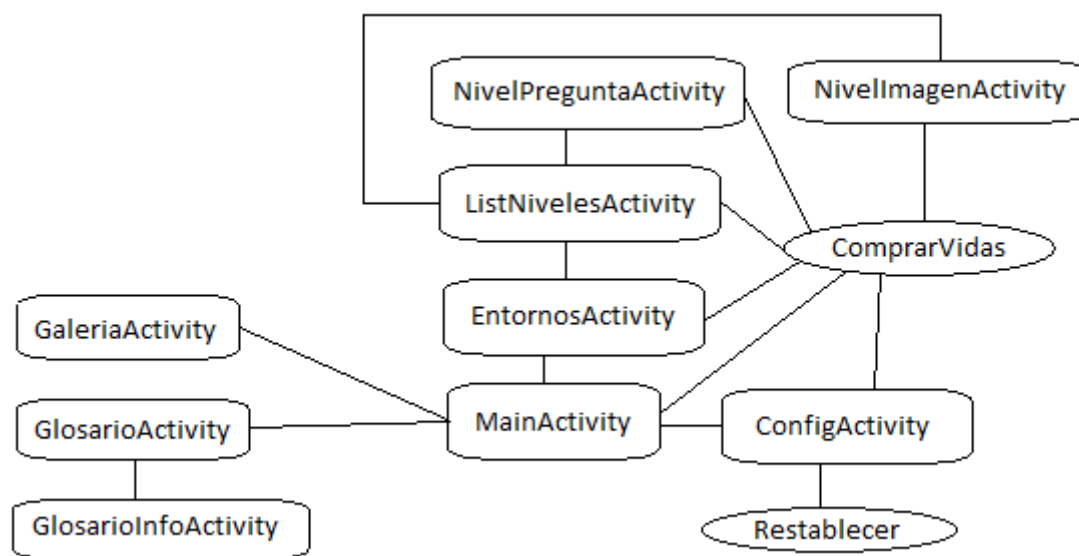 NivelPreguntaActivity
NivelImagenActivity
ListNivelesActivity
ComprarVidas
EntornosActivity
GaleriaActivity
MainActivity
ConfigActivity
GlosarioActivity
GlosarioInfoActivity
Restablecer